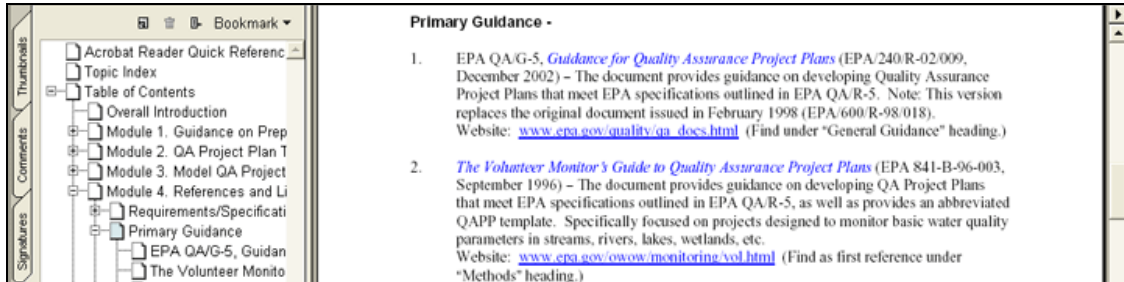 Bookmark
Thumbnails
Comments
Signatures
Acrobat Reader Quick Referenc
Topic Index
Table of Contents
Overall Introduction
Module 1. Guidance on Prep
Module 2. QA Project Plan T
Module 3. Model QA Project
Module 4. References and Li
Requirements/Specificati
Primary Guidance
EPA QA/G-5, Guidan
The Volunteer Monito
Primary Guidance -
1. EPA QA/G-5, Guidance for Quality Assurance Project Plans (EPA/240/R-02/009,
December 2002) – The document provides guidance on developing Quality Assurance
Project Plans that meet EPA specifications outlined in EPA QA/R-5. Note: This version
replaces the original document issued in February 1998 (EPA/600/R-98/018).
Website: www.epa.gov/quality/qa_docs.html (Find under "General Guidance" heading.)
2. The Volunteer Monitor's Guide to Quality Assurance Project Plans (EPA 841-B-96-003,
September 1996) – The document provides guidance on developing QA Project Plans
that meet EPA specifications outlined in EPA QA/R-5, as well as provides an abbreviated
QAPP template. Specifically focused on projects designed to monitor basic water quality
parameters in streams, rivers, lakes, wetlands, etc.
Website: www.epa.gov/owow/monitoring/vol.html (Find as first reference under
"Methods" heading.)